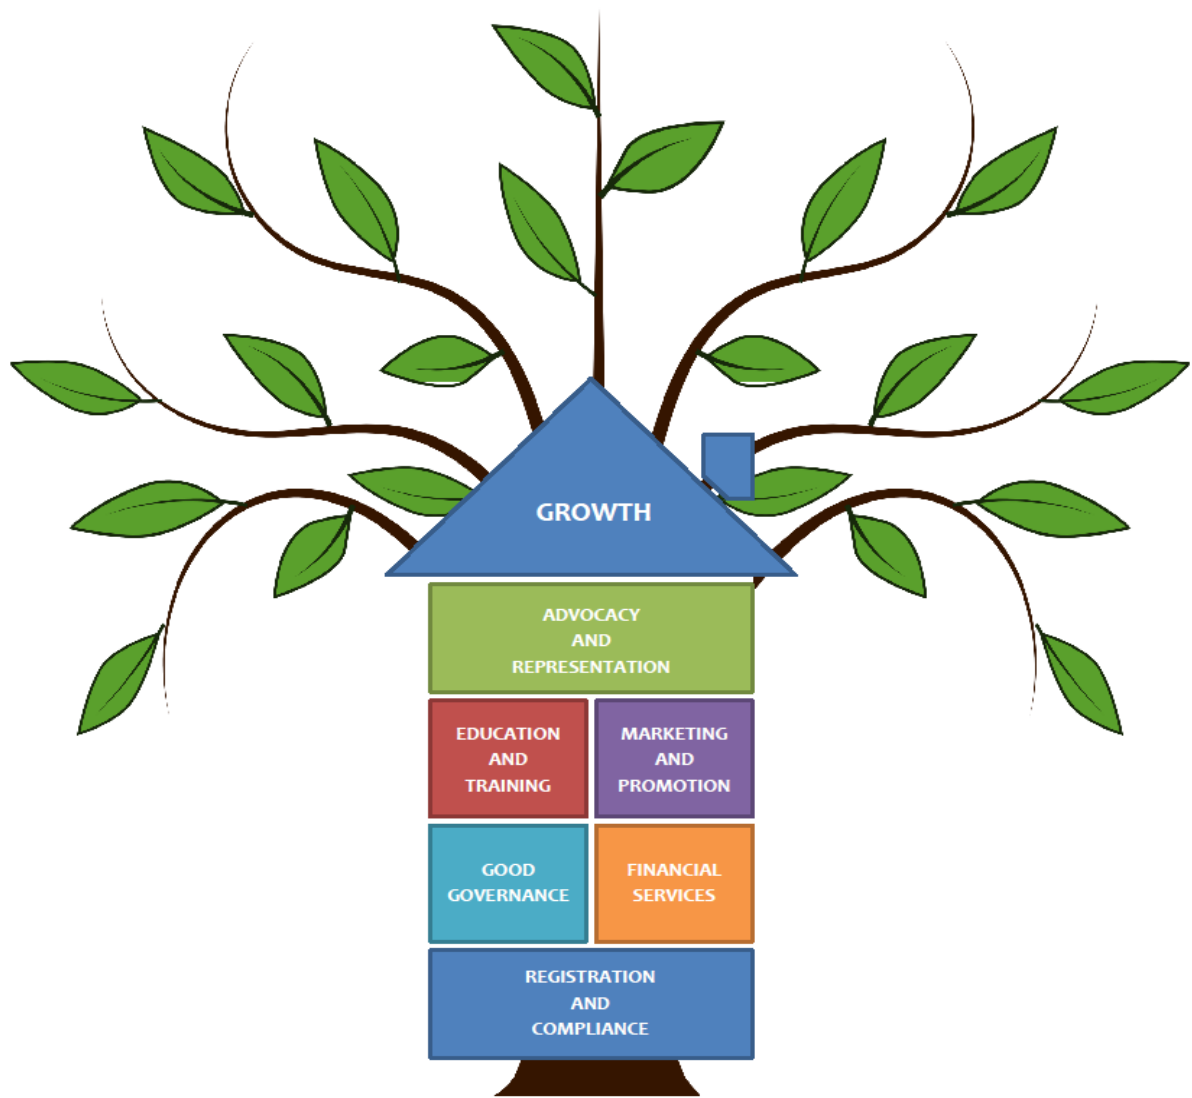 GROWTH
ADVOCACY
AND
REPRESENTATION
EDUCATION
AND
TRAINING
MARKETING
AND
PROMOTION
GOOD
GOVERNANCE
FINANCIAL
SERVICES
REGISTRATION
AND
COMPLIANCE